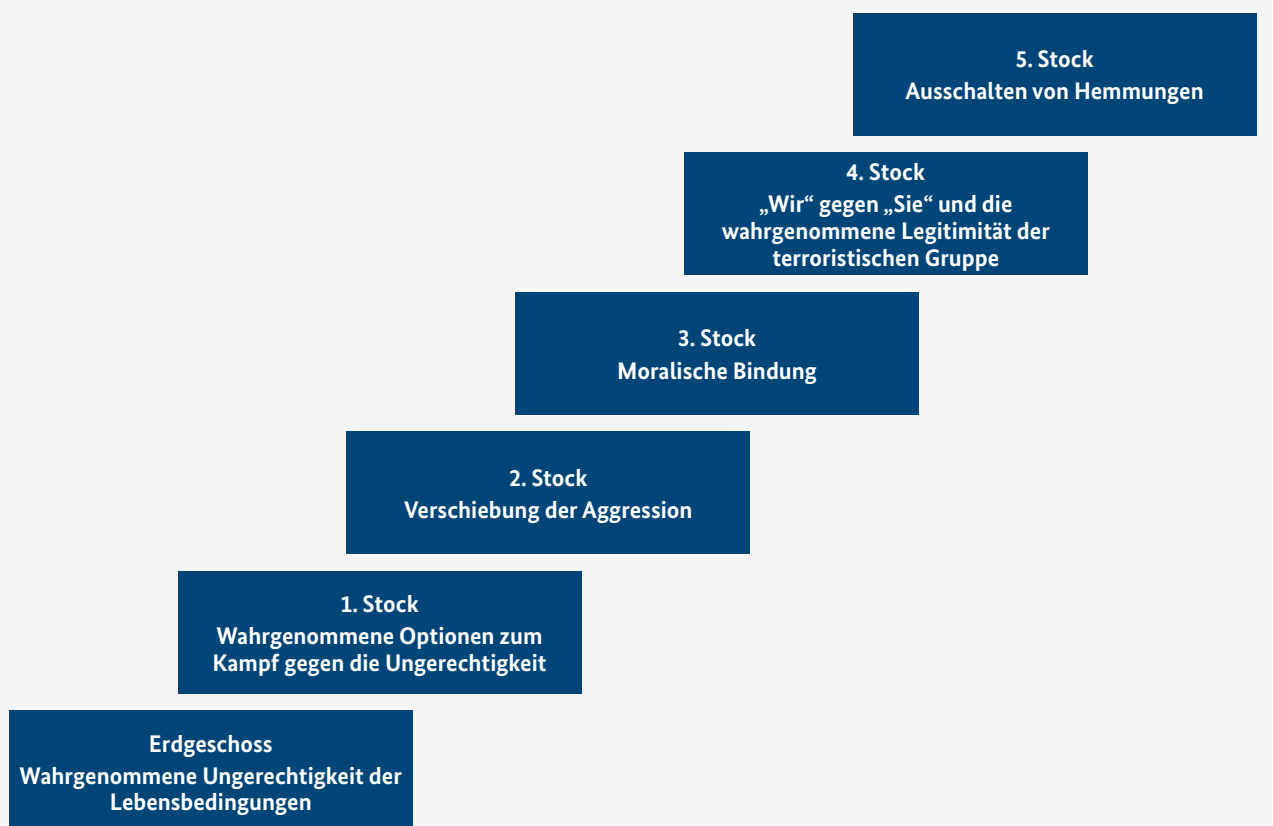 5. Stock
Ausschalten von Hemmungen
4. Stock
„Wir“ gegen „Sie“ und die
wahrgenommene Legitimität der
terroristischen Gruppe
3. Stock
Moralische Bindung
2. Stock
Verschiebung der Aggression
1. Stock
Wahrgenommene Optionen zum
Kampf gegen die Ungerechtigkeit
Erdgeschoss
Wahrgenommene Ungerechtigkeit der
Lebensbedingungen